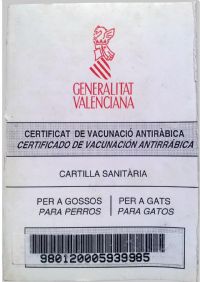 GENERALITAT
VALENCIANA
CERTIFICAT DE VACUNACIÓ ANTIRÀBICA
CERTIFICADO DE VACUNACIÓN ANTIRRÁBICA
CARTILLA SANITÀRIA
PER A GOSSOS | PER A GATS
PARA PERROS | PARA GATOS
980120005939985